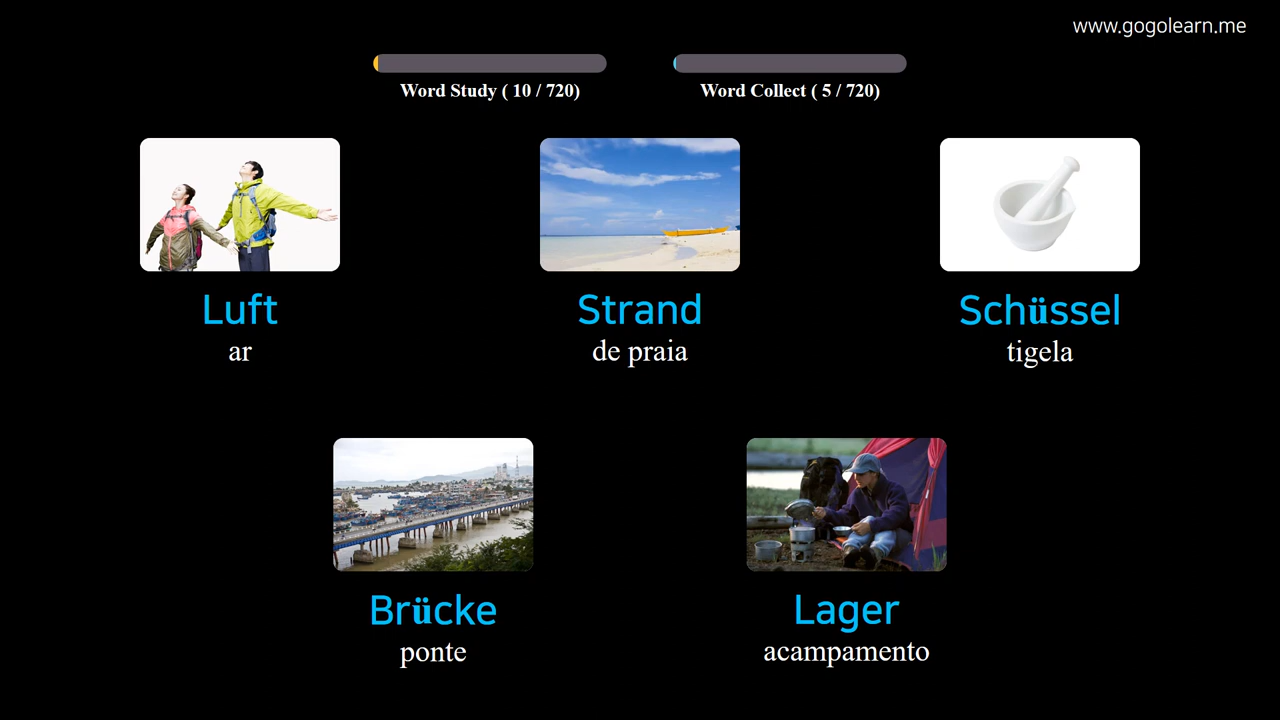 www.gogolearn.me
Word Study ( 10 / 720)
Word Collect ( 5 / 720)
Luft
ar
Strand
de praia
Schüssel
tigela
Brücke
ponte
Lager
acampamento